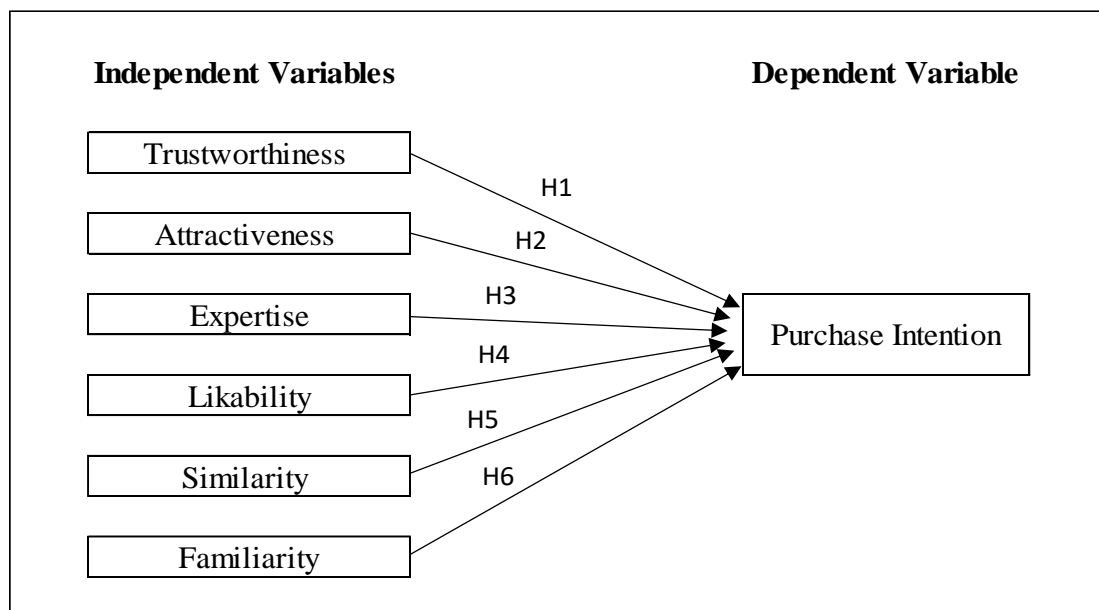 Independent Variables
Dependent Variable
Trustworthiness
H1
Attractiveness
H2
Expertise
H3
Purchase Intention
Likability
H4
Similarity
H5
Familiarity
H6